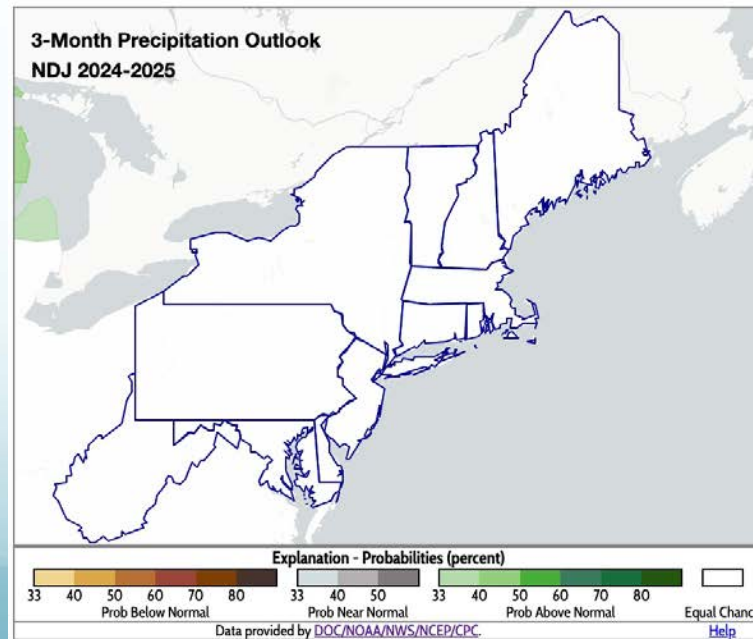 3-Month Precipitation Outlook
NDJ 2024-2025
Explanation - Probabilities (percent)
33 40 50 60 70 80 33 40 50 33 40 50 60 70 80
Prob Below Normal Prob Near Normal Prob Above Normal Equal Chanc
Data provided by DOC/NOAA/NWS/NCEP/CPC. Help